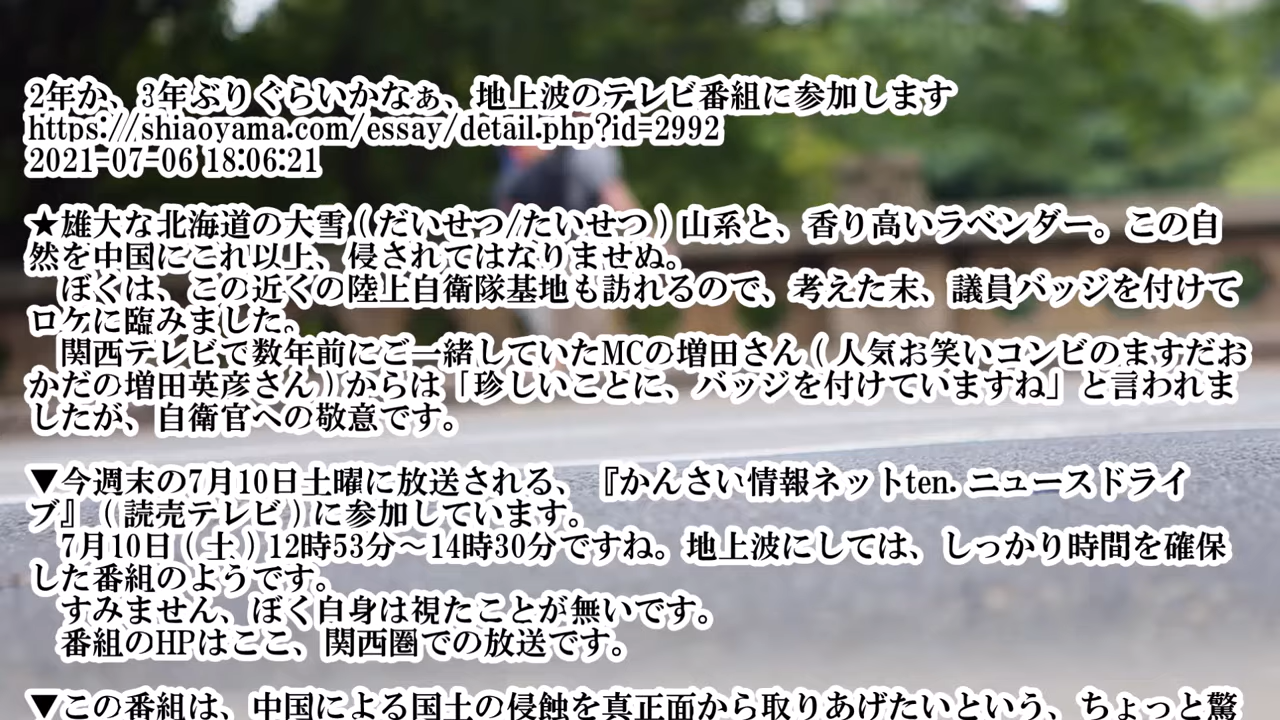 2年か、3年ぶりぐらいかなぁ、地上波のテレビ番組に参加します
https://shiaoyama.com/essay/detail.php?id=2992
2021-07-06 18:06:21
★雄大な北海道の大雪(だいせつ/たいせつ)山系と、香り高いラベンダー。この自
然を中国にこれ以上、侵されてはなりませぬ。
　ぼくは、この近くの陸上自衛隊基地も訪れるので、考えた末、議員バッジを付けて
ロケに臨みました。
　関西テレビで数年前にご一緒していたMCの増田さん(人気お笑いコンビのますだお
かだの増田英彦さん)からは「珍しいことに、バッジを付けていますね」と言われま
したが、自衛官への敬意です。
▼今週末の7月10日土曜に放送される、『かんさい情報ネットten. ニュースドライ
ブ』(読売テレビ)に参加しています。
　7月10日(土)12時53分〜14時30分ですね。地上波にしては、しっかり時間を確保
した番組のようです。
　すみません、ぼく自身は視たことが無いです。
　番組のHPはここ、関西圏での放送です。
▼この番組は、中国による国土の侵蝕を真正面から取りあげたいという、ちょっと驚